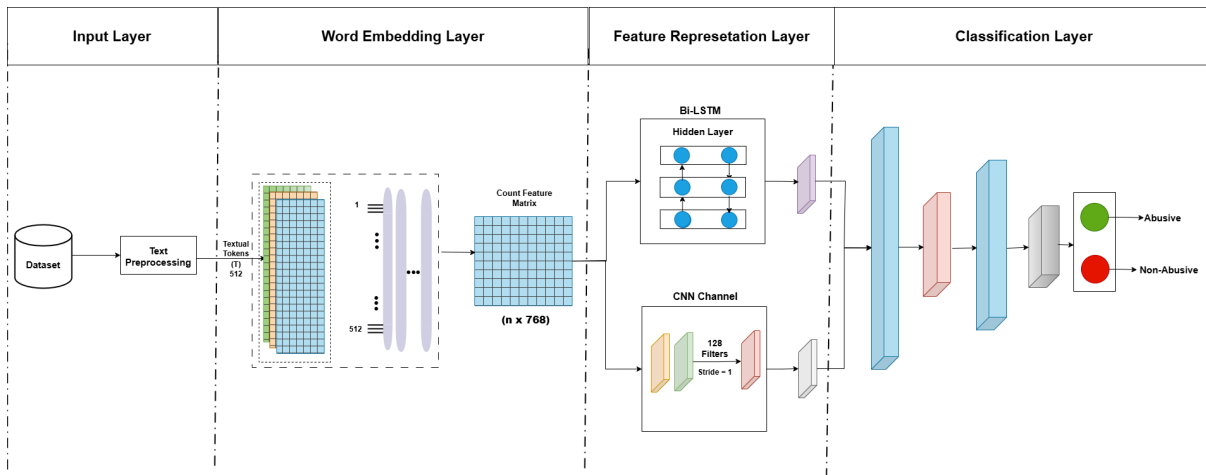 Input Layer
Word Embedding Layer
Feature Represetation Layer
Classification Layer
Dataset
Text
Preprocessing
Textual
Tokens
(T)
512
1
512
Count Feature
Matrix
(n x 768)
Bi-LSTM
Hidden Layer
CNN Channel
128
Filters
Stride = 1
Abusive
Non-Abusive